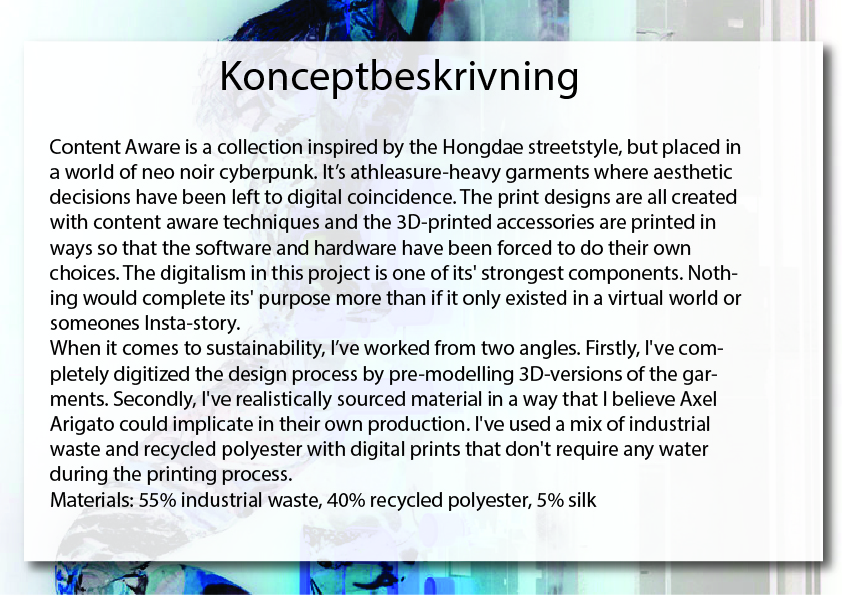 Konceptbeskrivning
Content Aware is a collection inspired by the Hongdae streetstyle, but placed in
a world of neo noir cyberpunk. It's athleasure-heavy garments where aesthetic
decisions have been left to digital coincidence. The print designs are all created
with content aware techniques and the 3D-printed accessories are printed in
ways so that the software and hardware have been forced to do their own
choices. The digitalism in this project is one of its' strongest components. Noth-
ing would complete its' purpose more than if it only existed in a virtual world or
someones Insta-story.
When it comes to sustainability, I've worked from two angles. Firstly, I've com-
pletely digitized the design process by pre-modelling 3D-versions of the gar-
ments. Secondly, I've realistically sourced material in a way that I believe Axel
Arigato could implicate in their own production. I've used a mix of industrial
waste and recycled polyester with digital prints that don't require any water
during the printing process.
Materials: 55% industrial waste, 40% recycled polyester, 5% silk